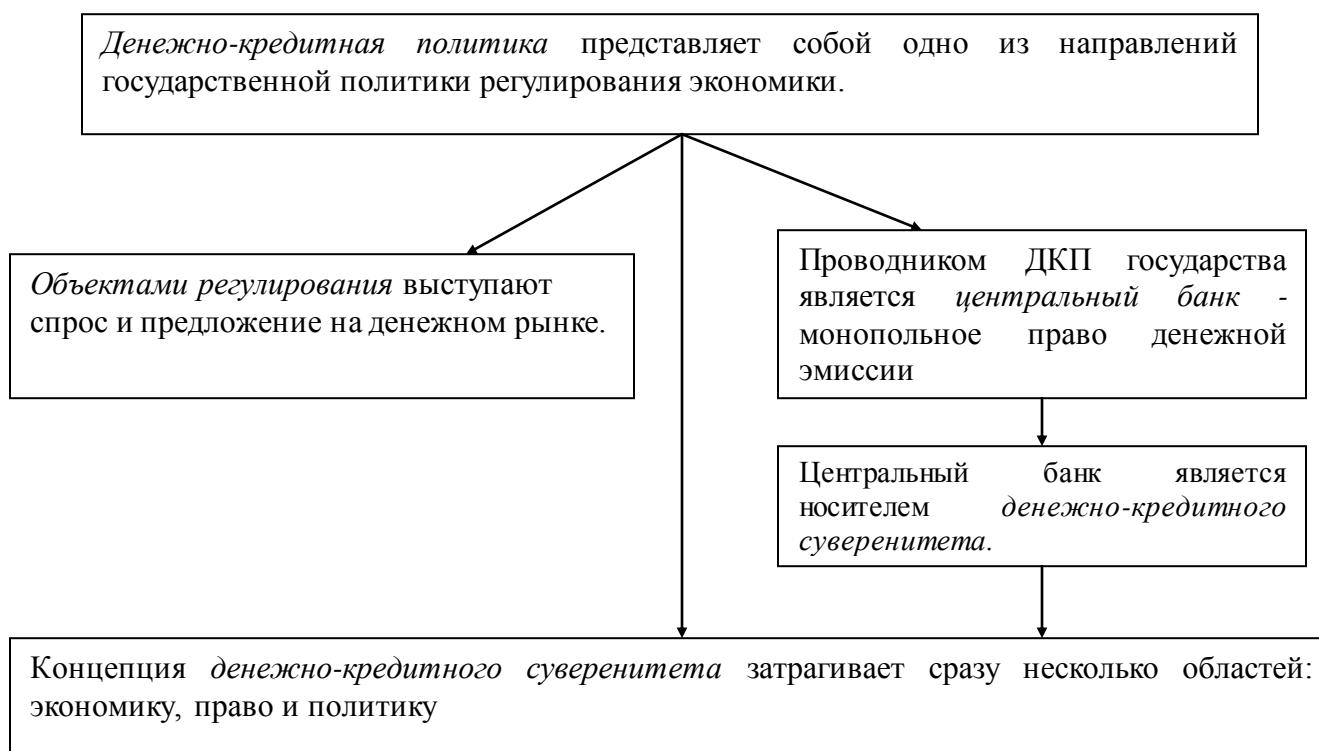 Денежно-кредитная политика представляет собой одно из направлений
государственной политики регулирования экономики.
Объектами регулирования выступают
спрос и предложение на денежном рынке.
Проводником ДКП государства
является центральный банк -
монопольное право денежной
эмиссии
Центральный банк является
носителем денежно-кредитного
суверенитета.
Концепция денежно-кредитного суверенитета затрагивает сразу несколько областей:
экономику, право и политику